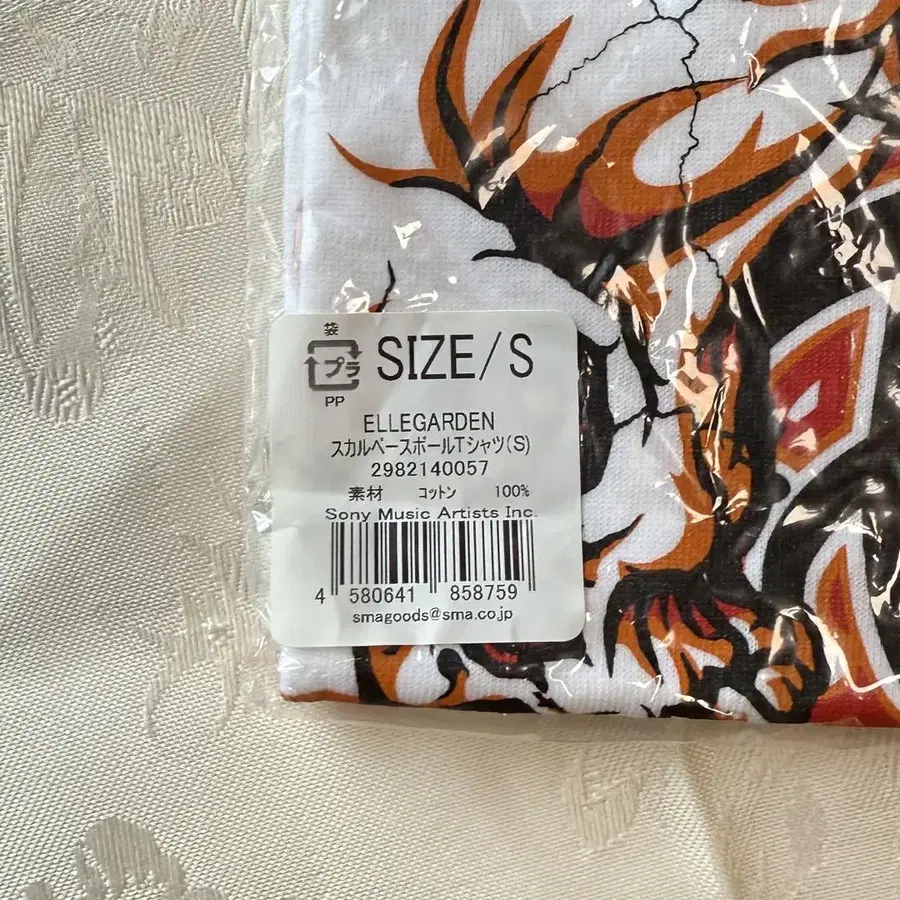 袋
プラ
SIZE/S
PP
ELLEGARDEN
スカルベースボールTシャツ(S)
2982140057
素材 コットン 100%
Sony Music Artists Inc.
4 580641 858759
smagoods@sma.co.jp